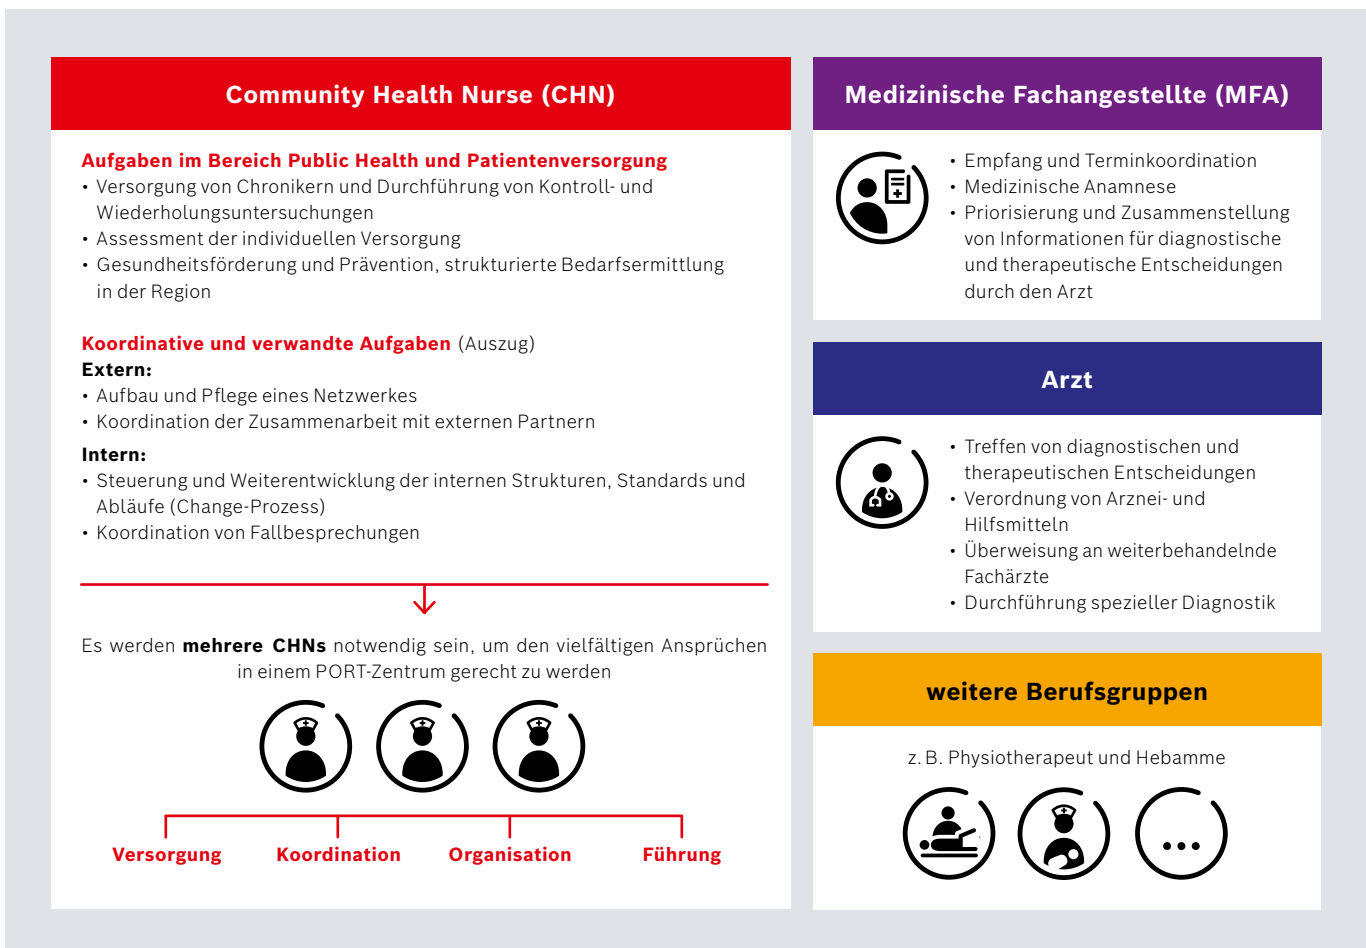 Community Health Nurse (CHN)
Aufgaben im Bereich Public Health und Patientenversorgung
• Versorgung von Chronikern und Durchführung von Kontroll- und
Wiederholungsuntersuchungen
• Assessment der individuellen Versorgung
• Gesundheitsförderung und Prävention, strukturierte Bedarfsermittlung
in der Region
Koordinative und verwandte Aufgaben (Auszug)
Extern:
• Aufbau und Pflege eines Netzwerkes
• Koordination der Zusammenarbeit mit externen Partnern
Intern:
• Steuerung und Weiterentwicklung der internen Strukturen, Standards und
Abläufe (Change-Prozess)
• Koordination von Fallbesprechungen
Es werden mehrere CHNs notwendig sein, um den vielfältigen Ansprüchen
in einem PORT-Zentrum gerecht zu werden
Versorgung Koordination Organisation Führung
Medizinische Fachangestellte (MFA)
• Empfang und Terminkoordination
• Medizinische Anamnese
• Priorisierung und Zusammenstellung
von Informationen für diagnostische
und therapeutische Entscheidungen
durch den Arzt
Arzt
• Treffen von diagnostischen und
therapeutischen Entscheidungen
• Verordnung von Arznei- und
Hilfsmitteln
• Überweisung an weiterbehandelnde
Fachärzte
• Durchführung spezieller Diagnostik
weitere Berufsgruppen
z. B. Physiotherapeut und Hebamme